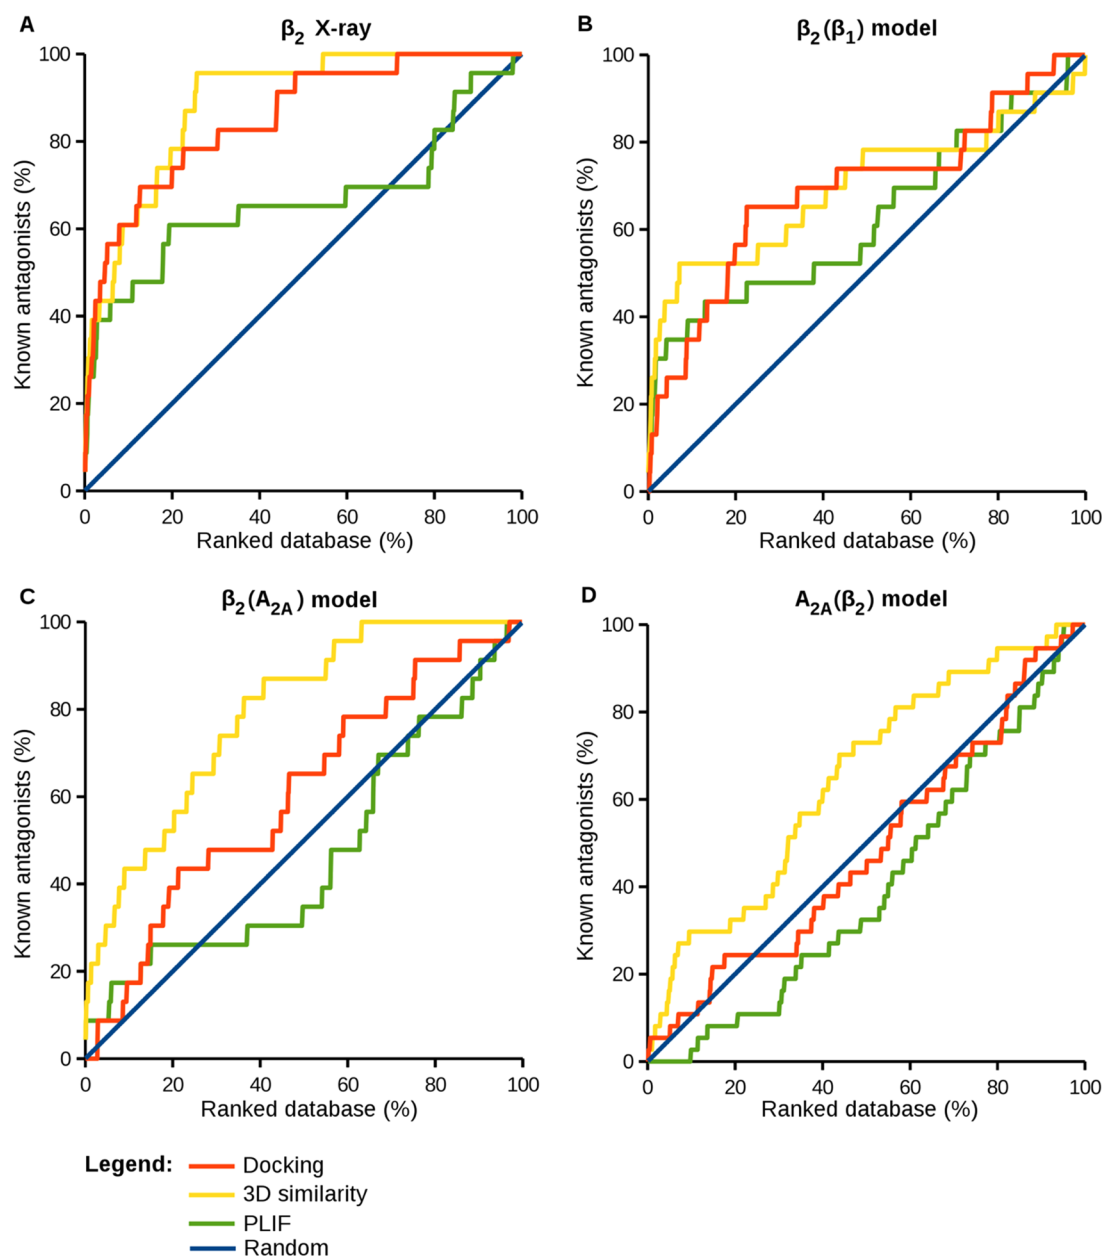 A
β2 X-ray
Known antagonists (%)
100
80
60
40
20
0
0 20 40 60 80 100
Ranked database (%)
B
β2(β1) model
Known antagonists (%)
100
80
60
40
20
0
0 20 40 60 80 100
Ranked database (%)
C
β2(A2A) model
Known antagonists (%)
100
80
60
40
20
0
0 20 40 60 80 100
Ranked database (%)
D
A2A(β2) model
Known antagonists (%)
100
80
60
40
20
0
0 20 40 60 80 100
Ranked database (%)
Legend:
Docking
3D similarity
PLIF
Random